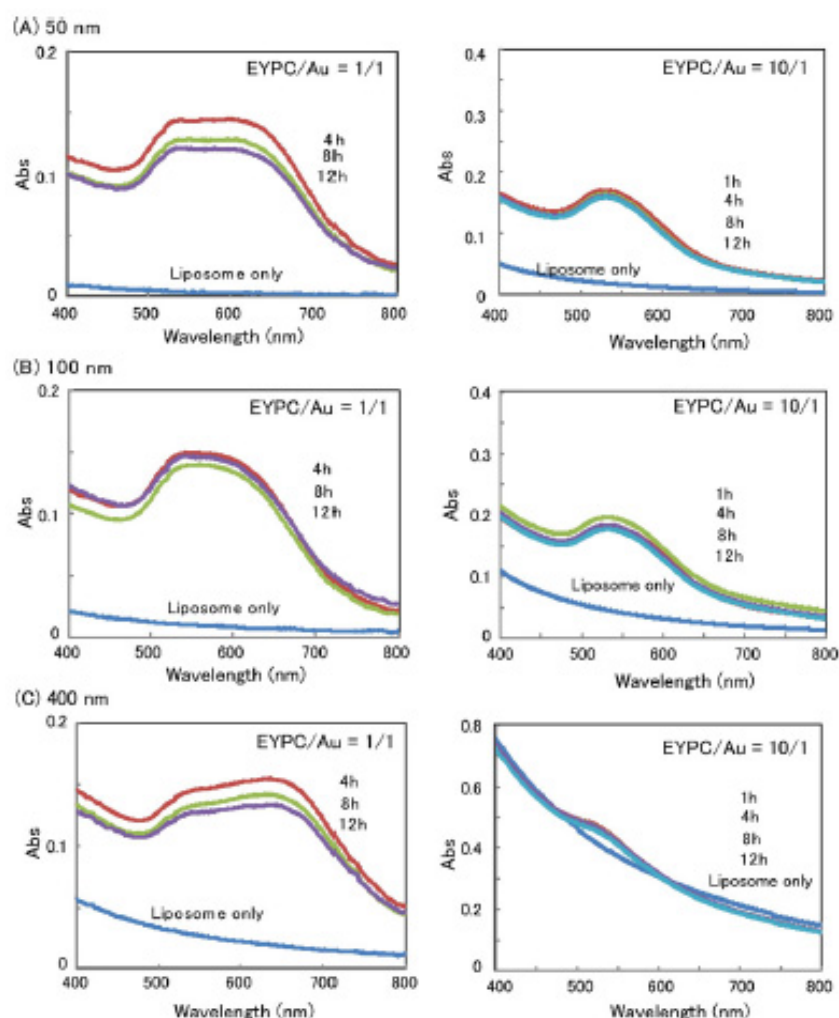 (A) 50 nm
EYPC/Au = 1/1
0.2
0.1
0
Abs
4h
8h
12h
Liposome only
400 500 600 700 800
Wavelength (nm)
EYPC/Au = 10/1
0.4
0.3
0.2
0.1
0
Abs
1h
4h
8h
12h
Liposome only
400 500 600 700 800
Wavelength (nm)
(B) 100 nm
EYPC/Au = 1/1
0.2
0.1
0
Abs
4h
8h
12h
Liposome only
400 500 600 700 800
Wavelength (nm)
EYPC/Au = 10/1
0.4
0.3
0.2
0.1
0
Abs
1h
4h
8h
12h
Liposome only
400 500 600 700 800
Wavelength (nm)
(C) 400 nm
EYPC/Au = 1/1
0.2
0.1
0
Abs
4h
8h
12h
Liposome only
400 500 600 700 800
Wavelength (nm)
EYPC/Au = 10/1
0.8
0.6
0.4
0.2
0
Abs
1h
4h
8h
12h
Liposome only
400 500 600 700 800
Wavelength (nm)